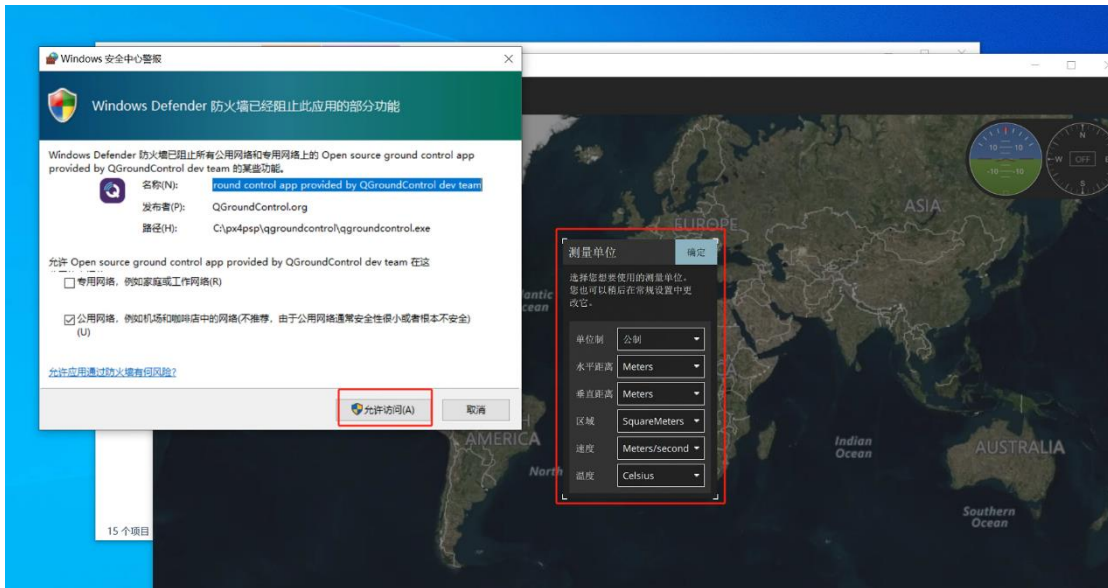 Windows 安全中心警报
Windows Defender 防火墙已经阻止此应用的部分功能
Windows Defender 防火墙已阻止所有公用网络和专用网络上的 Open source ground control app
provided by QGroundControl dev team 的某些功能。
名称(N): round control app provided by QGroundControl dev team
发布者(P): QGroundControl.org
路径(H): C:\px4psp\qgroundcontrol\qgroundcontrol.exe
允许 Open source ground control app provided by QGroundControl dev team 在这
专用网络，例如家庭或工作网络(R)
公用网络，例如机场和咖啡店中的网络(不推荐，由于公用网络通常安全性很小或者根本不安全)
(U)
允许应用通过防火墙有何风险?
允许访问(A) 取消
15 个项目
测量单位 确定
选择您想要使用的测量单位。
您也可以稍后在常规设置中更
改它。
单位制 公制
水平距离 Meters
垂直距离 Meters
区域 SquareMeters
速度 Meters/second
温度 Celsius
EUROPE
ASIA
antic
cean
AMERICA
North
Indian
Ocean
AUSTRALIA
Southern
Ocean
10 10
-10 -10
N
W OFF
S